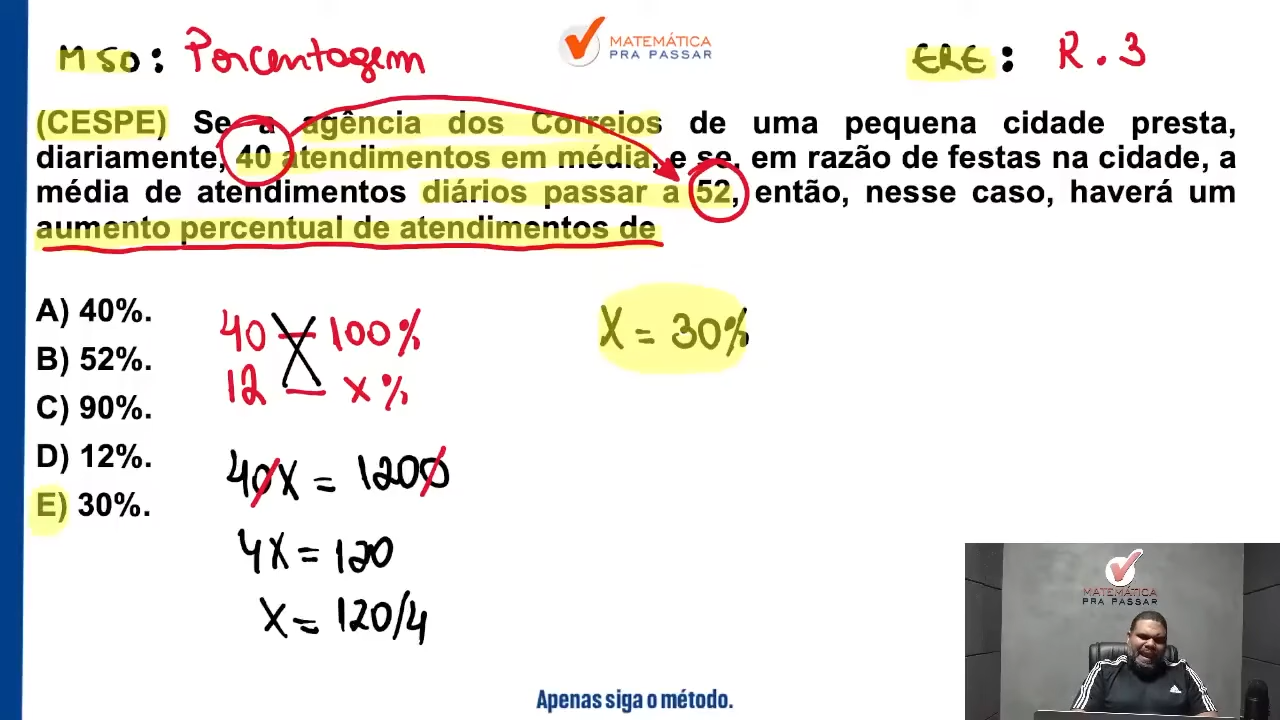 MSO: Porcentagem
MATEMÁTICA
PRA PASSAR
ERE: R.3
(CESPE) Se a agência dos Correios de uma pequena cidade presta,
diariamente, 40 atendimentos em média, e se, em razão de festas na cidade, a
média de atendimentos diários passar a 52, então, nesse caso, haverá um
aumento percentual de atendimentos de
A) 40%.
B) 52%.
C) 90%.
D) 12%.
E) 30%.
40 — 100%
12 — x%
40x = 1200
4x = 120
x = 120/4
X = 30%
MATEMÁTICA
PRA PASSAR
Apenas siga o método.